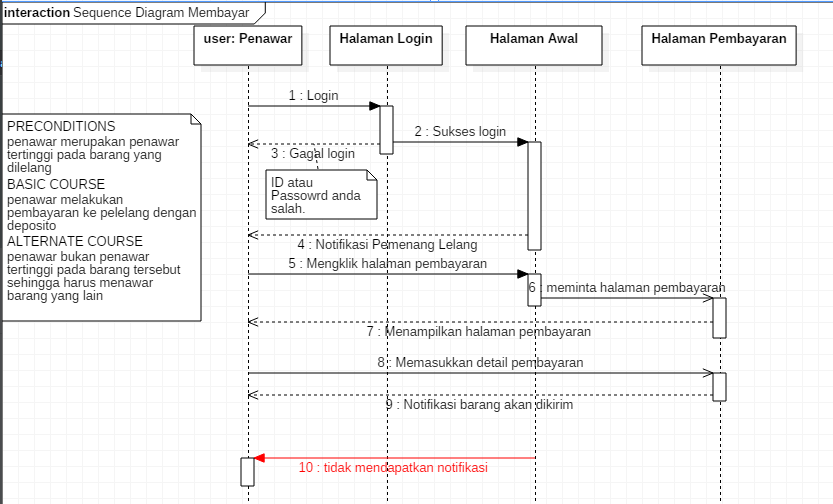 interaction Sequence Diagram Membayar
user: Penawar
Halaman Login
Halaman Awal
Halaman Pembayaran
1 : Login
PRECONDITIONS
penawar merupakan penawar
tertinggi pada barang yang
dilelang
BASIC COURSE
penawar melakukan
pembayaran ke pelelang dengan
deposito
ALTERNATE COURSE
penawar bukan penawar
tertinggi pada barang tersebut
sehingga harus menawar
barang yang lain
2 : Sukses login
3 : Gagal login
ID atau
Passowrd anda
salah.
4 : Notifikasi Pemenang Lelang
5 : Mengklik halaman pembayaran
6 : meminta halaman pembayaran
7 : Menampilkan halaman pembayaran
8 : Memasukkan detail pembayaran
9 : Notifikasi barang akan dikirim
10 : tidak mendapatkan notifikasi